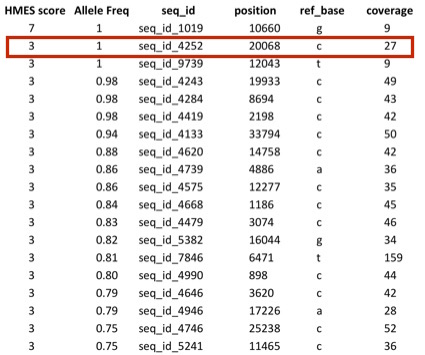 HMES score Allele Freq seq_id position ref_base coverage
7 1 seq_id_1019 10660 g 9
3 1 seq_id_4252 20068 c 27
3 1 seq_id_9739 12043 t 9
3 0.98 seq_id_4243 19933 c 49
3 0.98 seq_id_4284 8694 c 43
3 0.98 seq_id_4419 2198 c 42
3 0.94 seq_id_4133 33794 c 50
3 0.88 seq_id_4620 14758 c 42
3 0.86 seq_id_4739 4886 a 36
3 0.86 seq_id_4575 12277 c 35
3 0.84 seq_id_4668 1186 c 45
3 0.83 seq_id_4479 3074 c 46
3 0.82 seq_id_5382 16044 g 34
3 0.81 seq_id_7846 6471 t 159
3 0.80 seq_id_4990 898 c 44
3 0.79 seq_id_4646 3620 c 42
3 0.79 seq_id_4946 17226 a 28
3 0.75 seq_id_4746 25238 c 52
3 0.75 seq_id_5241 11465 c 36